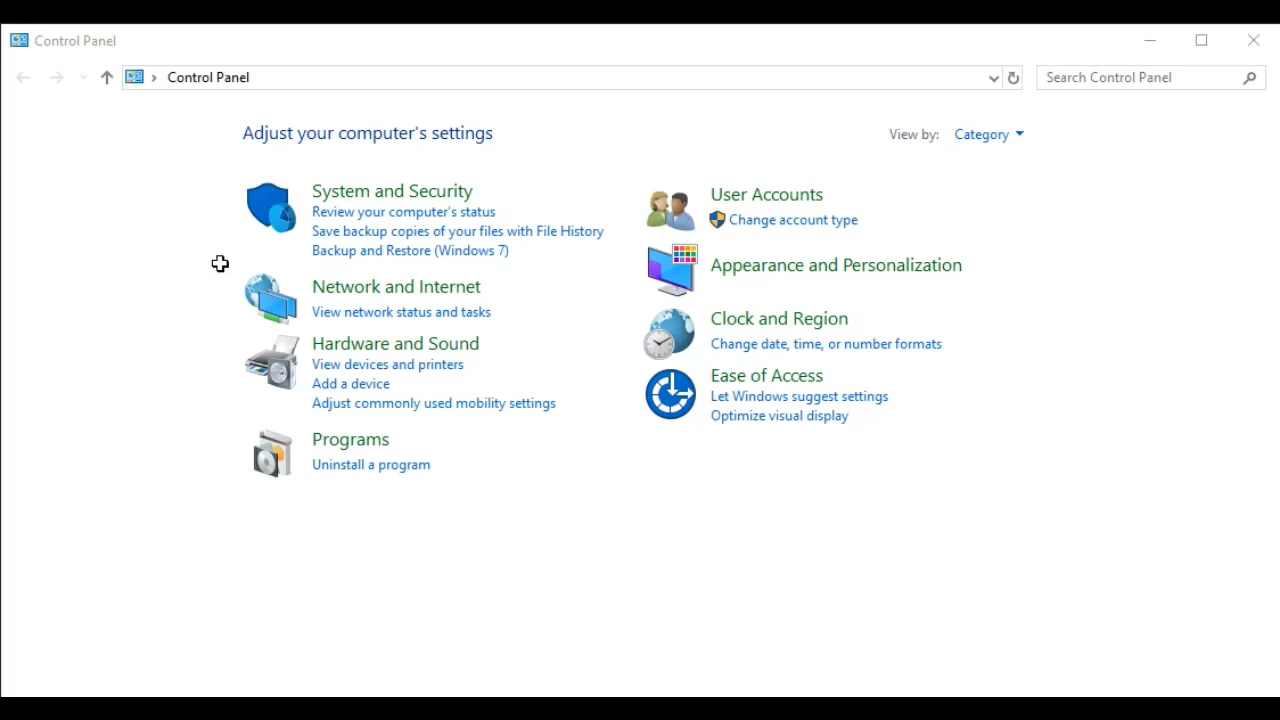 Control Panel
Control Panel
Search Control Panel
Adjust your computer's settings
View by: Category
System and Security
Review your computer's status
Save backup copies of your files with File History
Backup and Restore (Windows 7)
Network and Internet
View network status and tasks
Hardware and Sound
View devices and printers
Add a device
Adjust commonly used mobility settings
Programs
Uninstall a program
User Accounts
Change account type
Appearance and Personalization
Clock and Region
Change date, time, or number formats
Ease of Access
Let Windows suggest settings
Optimize visual display